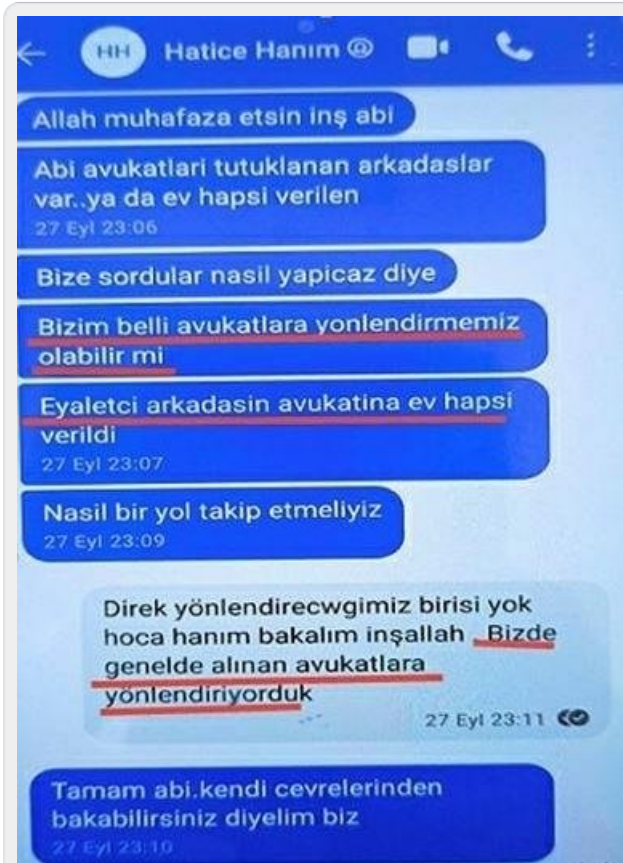 HH Hatice Hanım @
Allah muhafaza etsin inş abi
Abi avukatlari tutuklanan arkadaslar
var..ya da ev hapsi verilen
27 Eyl 23:06
Bize sordular nasil yapicaz diye
Bizim belli avukatlara yonlendirmemiz
olabilir mi
Eyaletci arkadasin avukatina ev hapsi
verildi
27 Eyl 23:07
Nasil bir yol takip etmeliyiz
27 Eyl 23:09
Direk yönlendirecwgimiz birisi yok
hoca hanım bakalım inşallah Bizde
genelde alınan avukatlara
yönlendiriyorduk
27 Eyl 23:11
Tamam abi.kendi cevrelerinden
bakabilirsiniz diyelim biz
27 Eyl 23:10